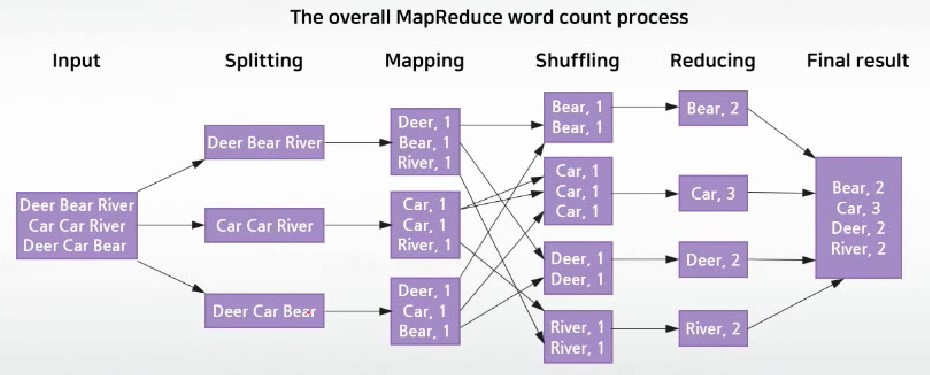 The overall MapReduce word count process
Input
Splitting
Mapping
Shuffling
Reducing
Final result
Deer Bear River
Car Car River
Deer Car Bear
Deer Bear River
Car Car River
Deer Car Bear
Deer, 1
Bear, 1
River, 1
Car, 1
Car, 1
River, 1
Deer, 1
Car, 1
Bear, 1
Bear, 1
Bear, 1
Car, 1
Car, 1
Car, 1
Deer, 1
Deer, 1
River, 1
River, 1
Bear, 2
Car, 3
Deer, 2
River, 2
Bear, 2
Car, 3
Deer, 2
River, 2